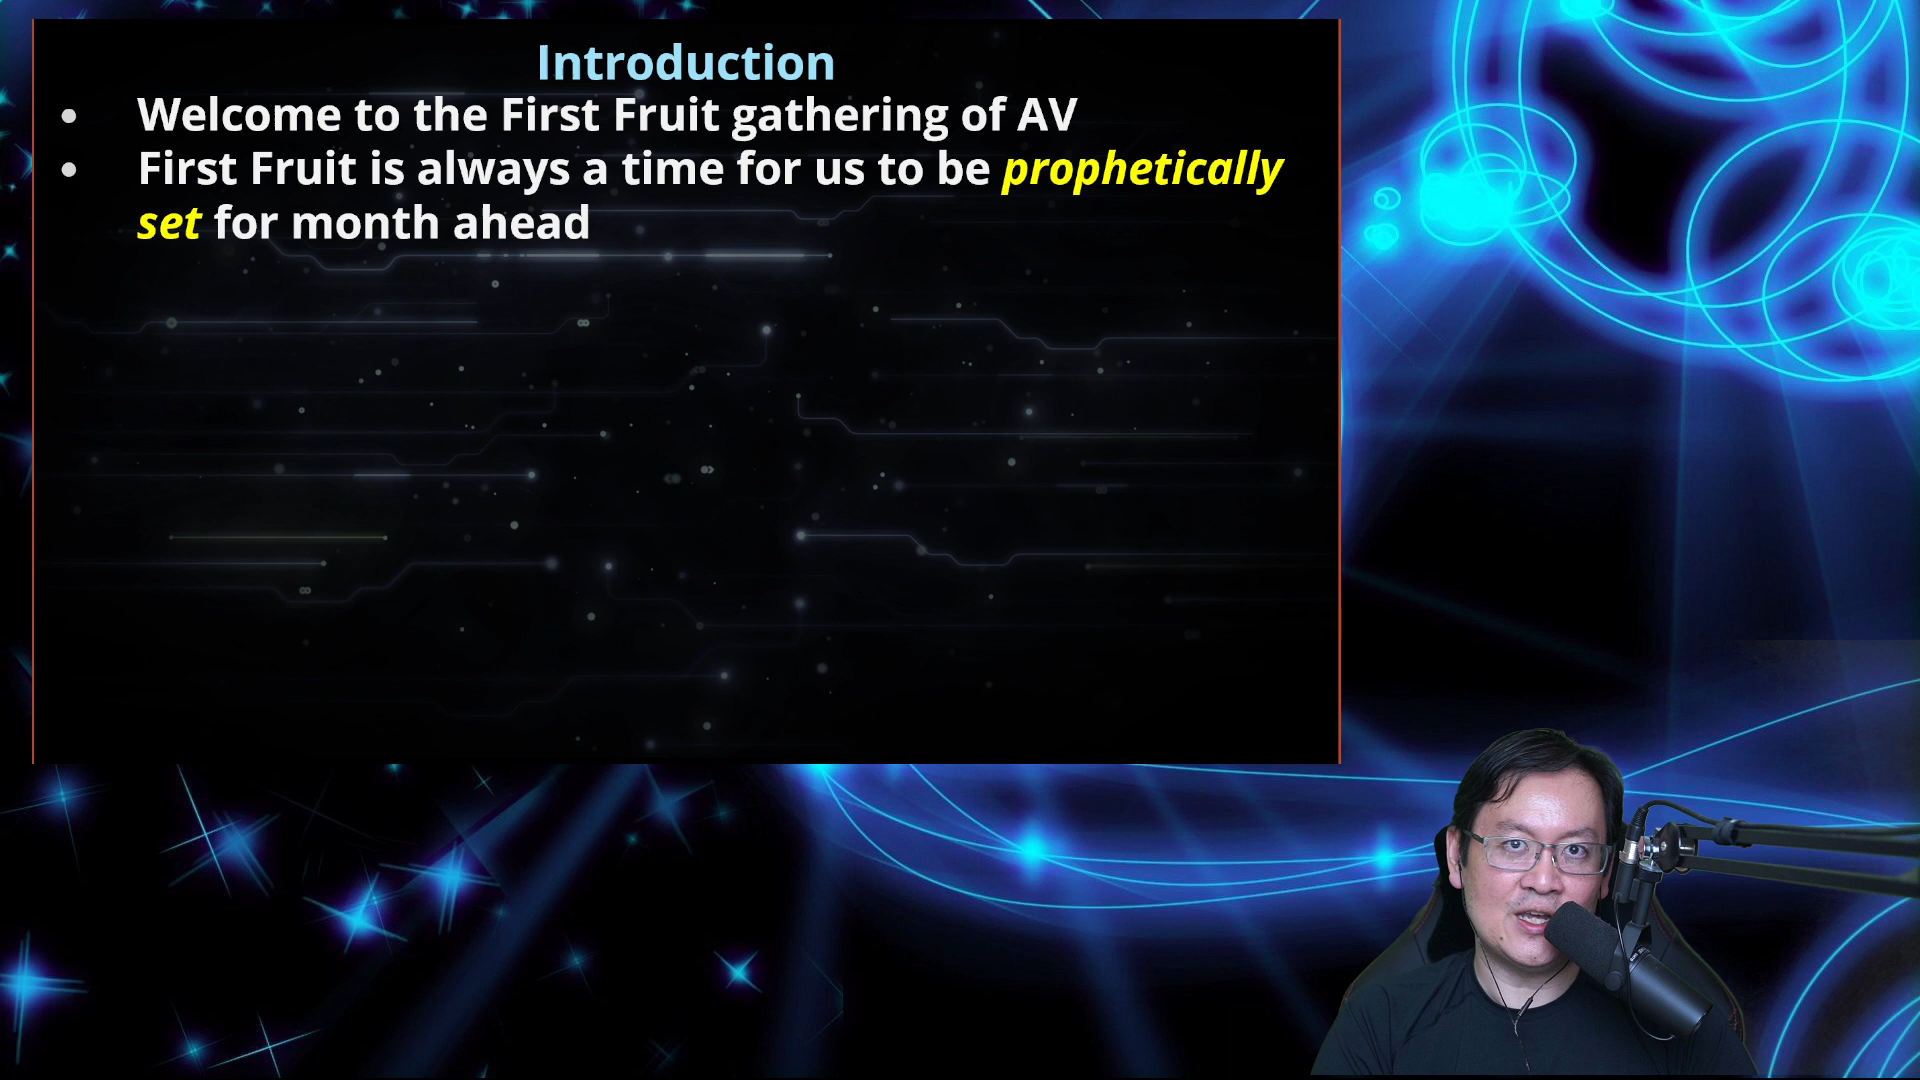 Introduction
• Welcome to the First Fruit gathering of AV
• First Fruit is always a time for us to be prophetically
set for month ahead